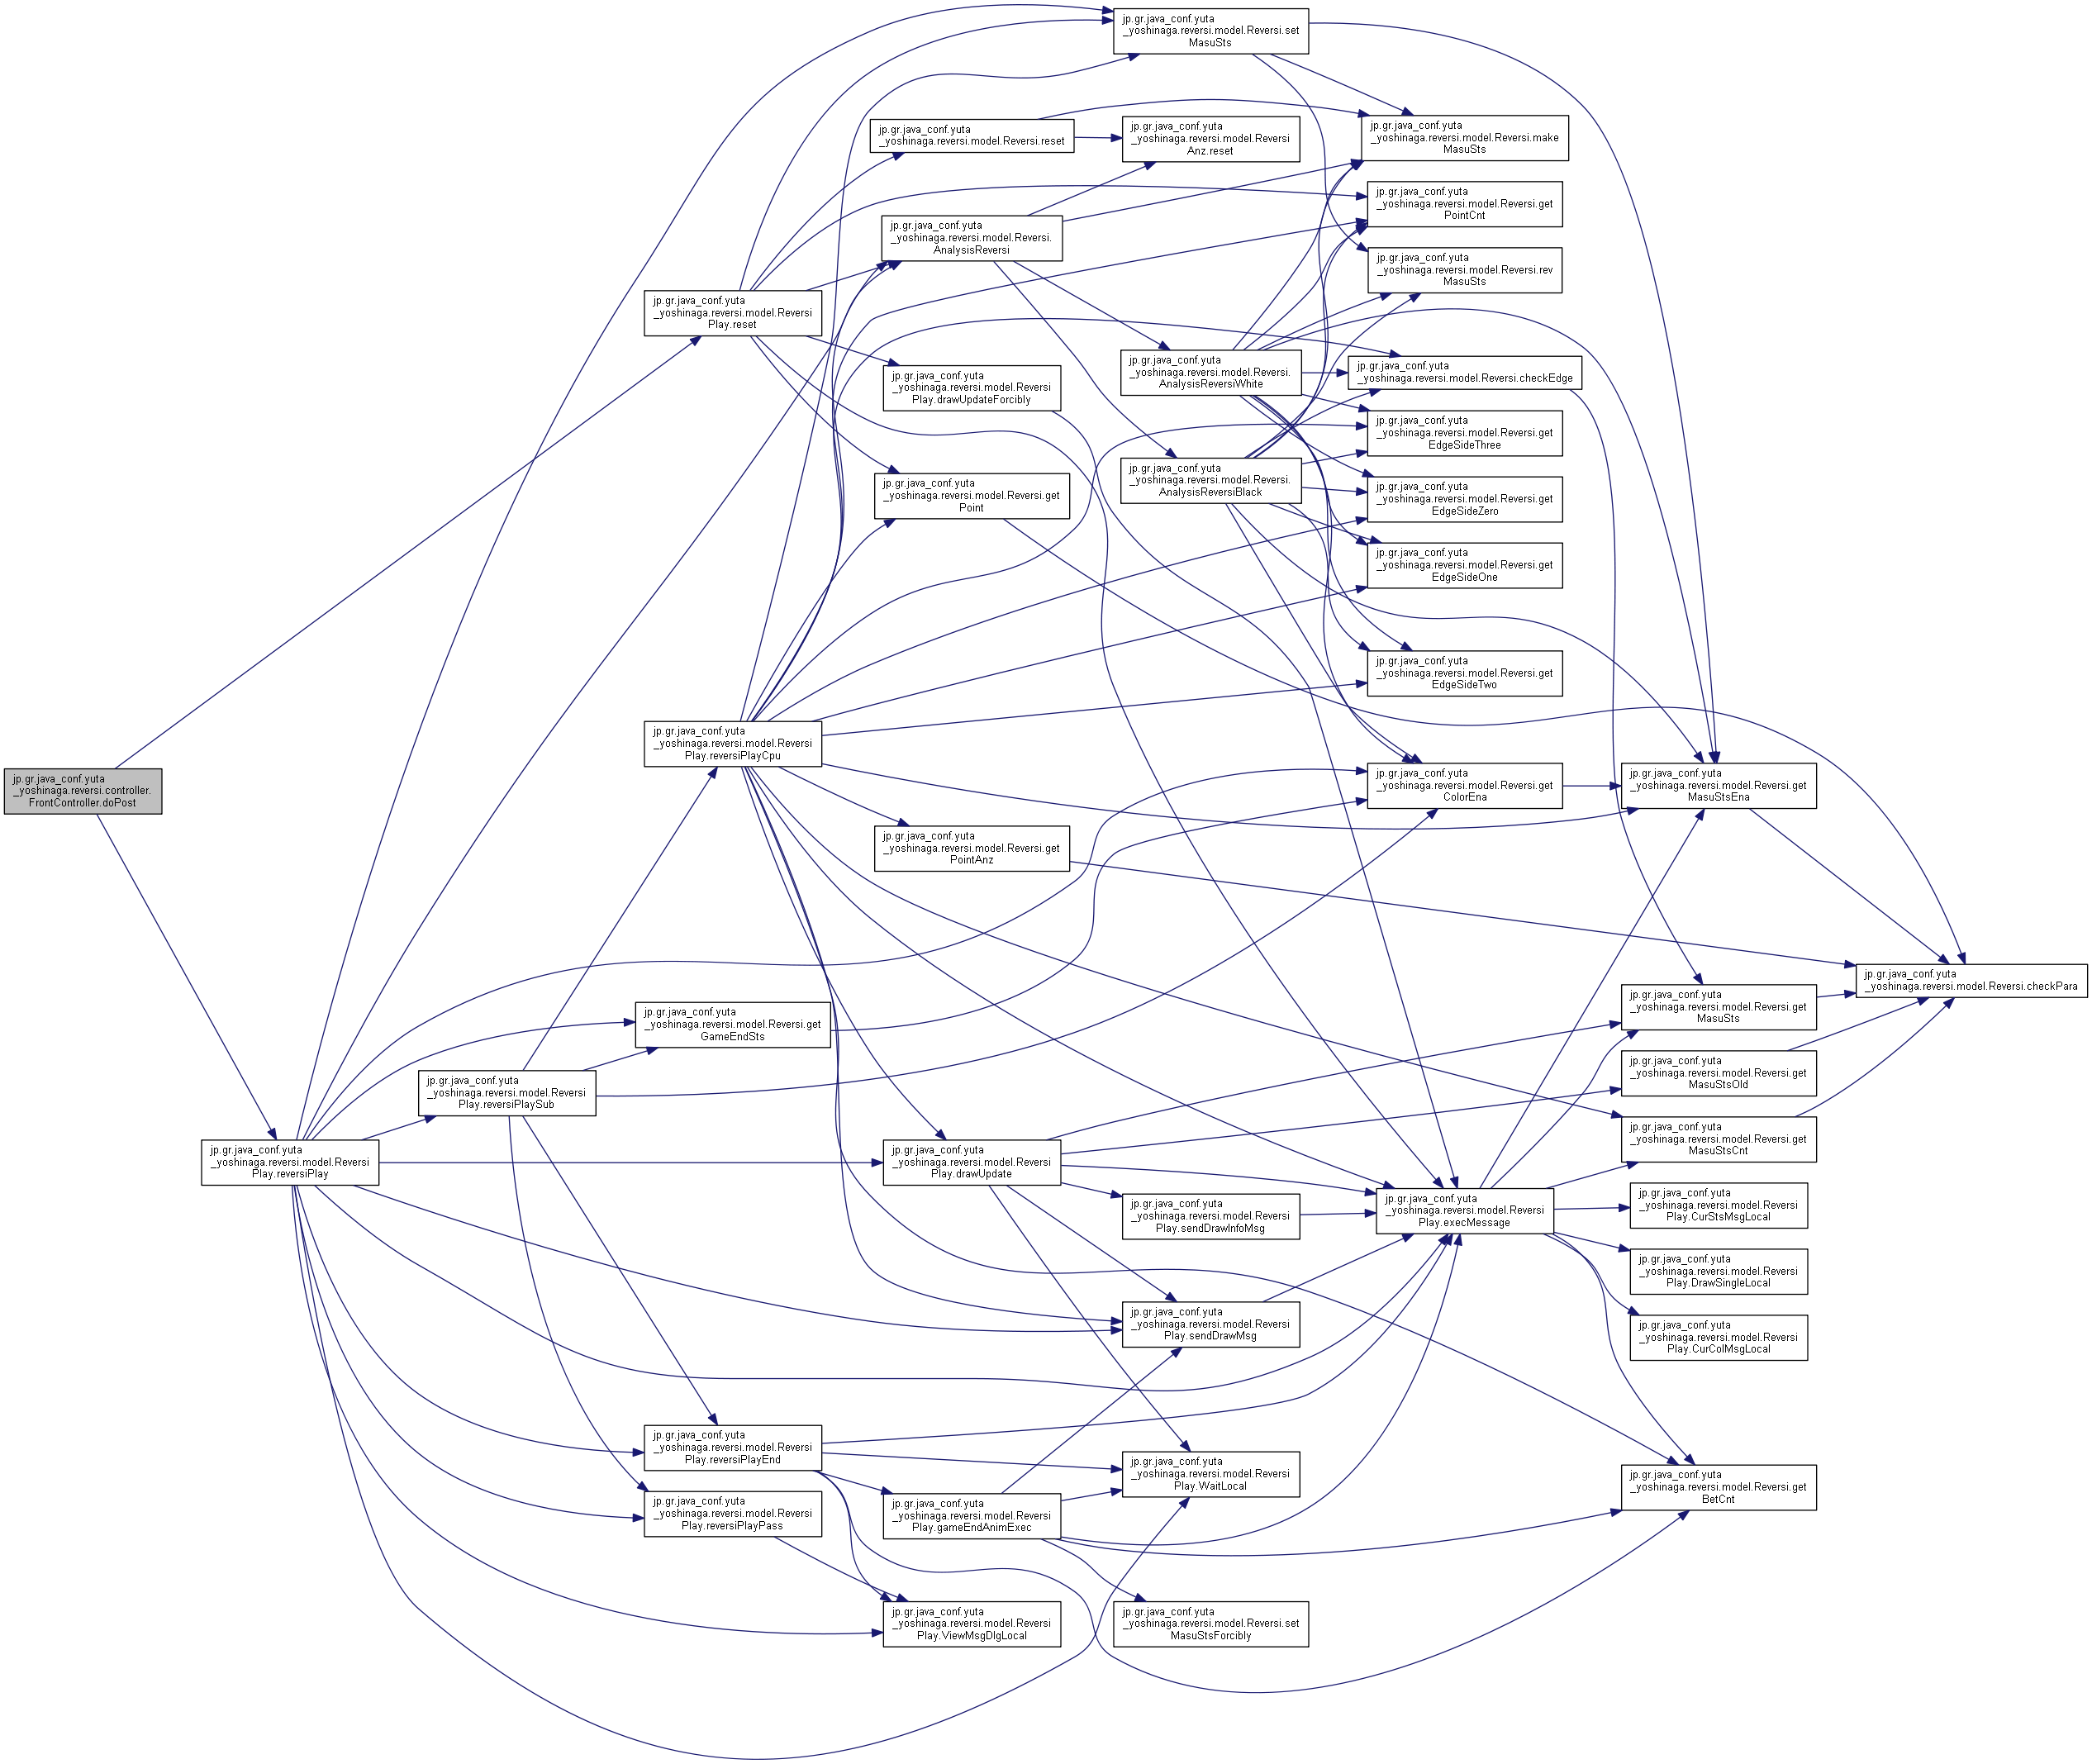 jp.gr.java_conf.yuta
_yoshinaga.reversi.controller.
FrontController.doPost
jp.gr.java_conf.yuta
_yoshinaga.reversi.model.Reversi
Play.reversiPlay
jp.gr.java_conf.yuta
_yoshinaga.reversi.model.Reversi
Play.reversiPlaySub
jp.gr.java_conf.yuta
_yoshinaga.reversi.model.Reversi
Play.reset
jp.gr.java_conf.yuta
_yoshinaga.reversi.model.Reversi
Play.reversiPlayCpu
jp.gr.java_conf.yuta
_yoshinaga.reversi.model.Reversi.get
GameEndSts
jp.gr.java_conf.yuta
_yoshinaga.reversi.model.Reversi
Play.reversiPlayEnd
jp.gr.java_conf.yuta
_yoshinaga.reversi.model.Reversi
Play.reversiPlayPass
jp.gr.java_conf.yuta
_yoshinaga.reversi.model.Reversi.reset
jp.gr.java_conf.yuta
_yoshinaga.reversi.model.Reversi.
AnalysisReversi
jp.gr.java_conf.yuta
_yoshinaga.reversi.model.Reversi
Play.drawUpdateForcibly
jp.gr.java_conf.yuta
_yoshinaga.reversi.model.Reversi.get
Point
jp.gr.java_conf.yuta
_yoshinaga.reversi.model.Reversi.get
PointAnz
jp.gr.java_conf.yuta
_yoshinaga.reversi.model.Reversi
Play.drawUpdate
jp.gr.java_conf.yuta
_yoshinaga.reversi.model.Reversi
Play.gameEndAnimExec
jp.gr.java_conf.yuta
_yoshinaga.reversi.model.Reversi
Play.ViewMsgDlgLocal
jp.gr.java_conf.yuta
_yoshinaga.reversi.model.Reversi.set
MasuSts
jp.gr.java_conf.yuta
_yoshinaga.reversi.model.Reversi
Anz.reset
jp.gr.java_conf.yuta
_yoshinaga.reversi.model.Reversi.
AnalysisReversiWhite
jp.gr.java_conf.yuta
_yoshinaga.reversi.model.Reversi.
AnalysisReversiBlack
jp.gr.java_conf.yuta
_yoshinaga.reversi.model.Reversi
Play.sendDrawInfoMsg
jp.gr.java_conf.yuta
_yoshinaga.reversi.model.Reversi
Play.sendDrawMsg
jp.gr.java_conf.yuta
_yoshinaga.reversi.model.Reversi
Play.WaitLocal
jp.gr.java_conf.yuta
_yoshinaga.reversi.model.Reversi.set
MasuStsForcibly
jp.gr.java_conf.yuta
_yoshinaga.reversi.model.Reversi.make
MasuSts
jp.gr.java_conf.yuta
_yoshinaga.reversi.model.Reversi.get
PointCnt
jp.gr.java_conf.yuta
_yoshinaga.reversi.model.Reversi.rev
MasuSts
jp.gr.java_conf.yuta
_yoshinaga.reversi.model.Reversi.checkEdge
jp.gr.java_conf.yuta
_yoshinaga.reversi.model.Reversi.get
EdgeSideThree
jp.gr.java_conf.yuta
_yoshinaga.reversi.model.Reversi.get
EdgeSideZero
jp.gr.java_conf.yuta
_yoshinaga.reversi.model.Reversi.get
EdgeSideOne
jp.gr.java_conf.yuta
_yoshinaga.reversi.model.Reversi.get
EdgeSideTwo
jp.gr.java_conf.yuta
_yoshinaga.reversi.model.Reversi.get
ColorEna
jp.gr.java_conf.yuta
_yoshinaga.reversi.model.Reversi
Play.execMessage
jp.gr.java_conf.yuta
_yoshinaga.reversi.model.Reversi.get
MasuStsEna
jp.gr.java_conf.yuta
_yoshinaga.reversi.model.Reversi.get
MasuSts
jp.gr.java_conf.yuta
_yoshinaga.reversi.model.Reversi.get
MasuStsOld
jp.gr.java_conf.yuta
_yoshinaga.reversi.model.Reversi.get
MasuStsCnt
jp.gr.java_conf.yuta
_yoshinaga.reversi.model.Reversi
Play.CurStsMsgLocal
jp.gr.java_conf.yuta
_yoshinaga.reversi.model.Reversi
Play.DrawSingleLocal
jp.gr.java_conf.yuta
_yoshinaga.reversi.model.Reversi
Play.CurColMsgLocal
jp.gr.java_conf.yuta
_yoshinaga.reversi.model.Reversi.get
BetCnt
jp.gr.java_conf.yuta
_yoshinaga.reversi.model.Reversi.checkPara